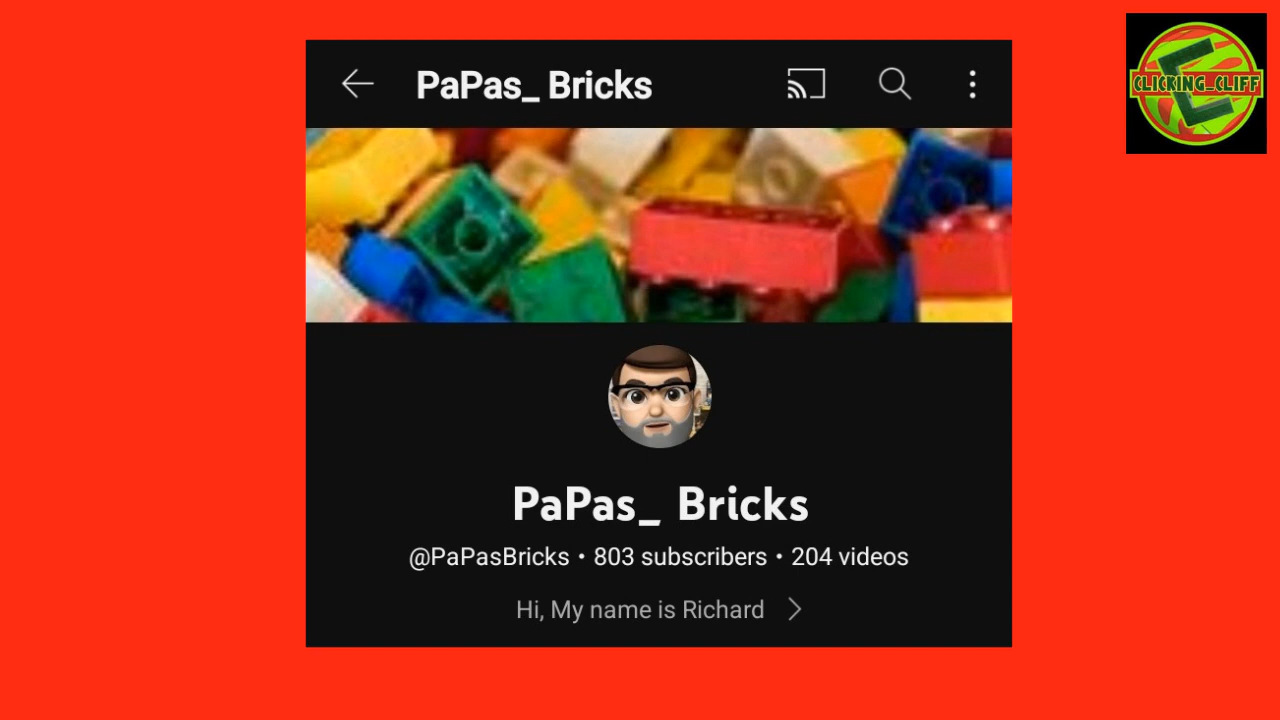 PaPas_ Bricks
CLICKING_CLIFF
PaPas_ Bricks
@PaPasBricks • 803 subscribers • 204 videos
Hi, My name is Richard